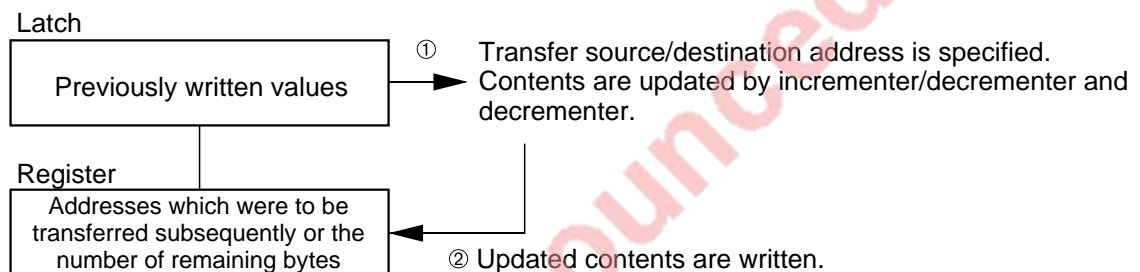 Latch
Previously written values
① Transfer source/destination address is specified.
Contents are updated by incrementer/decrementer and
decrementer.
Register
Addresses which were to be
transferred subsequently or the
number of remaining bytes
② Updated contents are written.
ounced